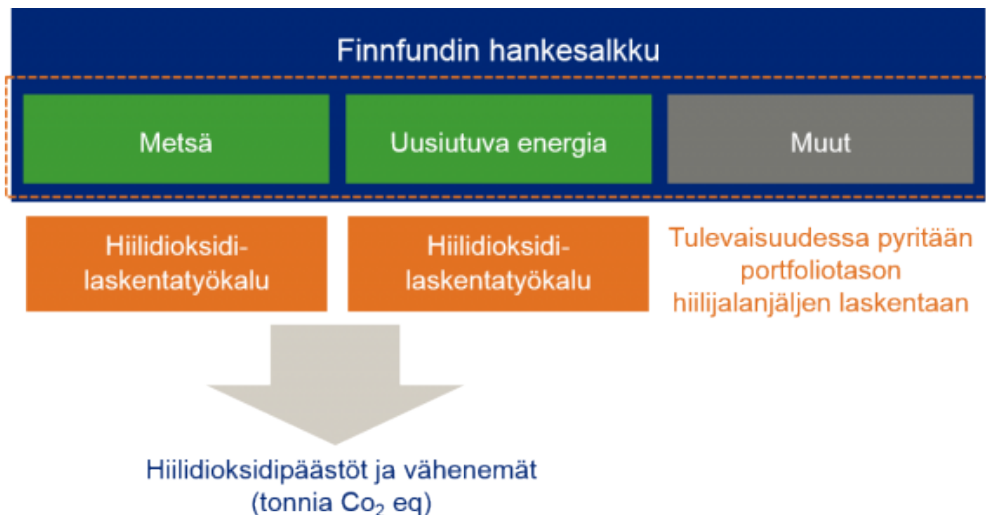 Finnfundin hankesalkku
Metsä
Uusiutuva energia
Muut
Hiilidioksidi-
laskentatyökalu
Hiilidioksidi-
laskentatyökalu
Tulevaisuudessa pyritään
portfoliotason
hiilijalanjäljen laskentaan
Hiilidioksidipäästöt ja vähenemät
(tonnia Co₂ eq)